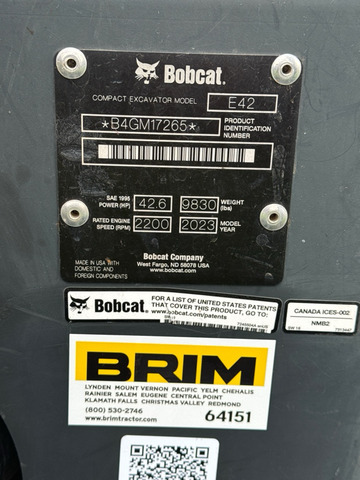 Bobcat.
COMPACT EXCAVATOR MODEL E42
*B4GM17265* PRODUCT IDENTIFICATION NUMBER
SAE 1995 POWER (HP) 42.6 9830 WEIGHT (lbs)
RATED ENGINE SPEED (RPM) 2200 2023 MODEL YEAR
Bobcat Company
West Fargo, ND 58078 USA
www.bobcat.com
MADE IN USA WITH
DOMESTIC AND
FOREIGN COMPONENTS
Bobcat. FOR A LIST OF UNITED STATES PATENTS
THAT COVER THIS PRODUCT, GO TO:
www.bobcat.com/patents
CANADA ICES-002
NMB2
BRIM
LYNDEN MOUNT VERNON PACIFIC YELM CHEHALIS
RAINIER SALEM EUGENE CENTRAL POINT
KLAMATH FALLS CHRISTMAS VALLEY REDMOND
(800) 530-2746
www.brimtractor.com 64151